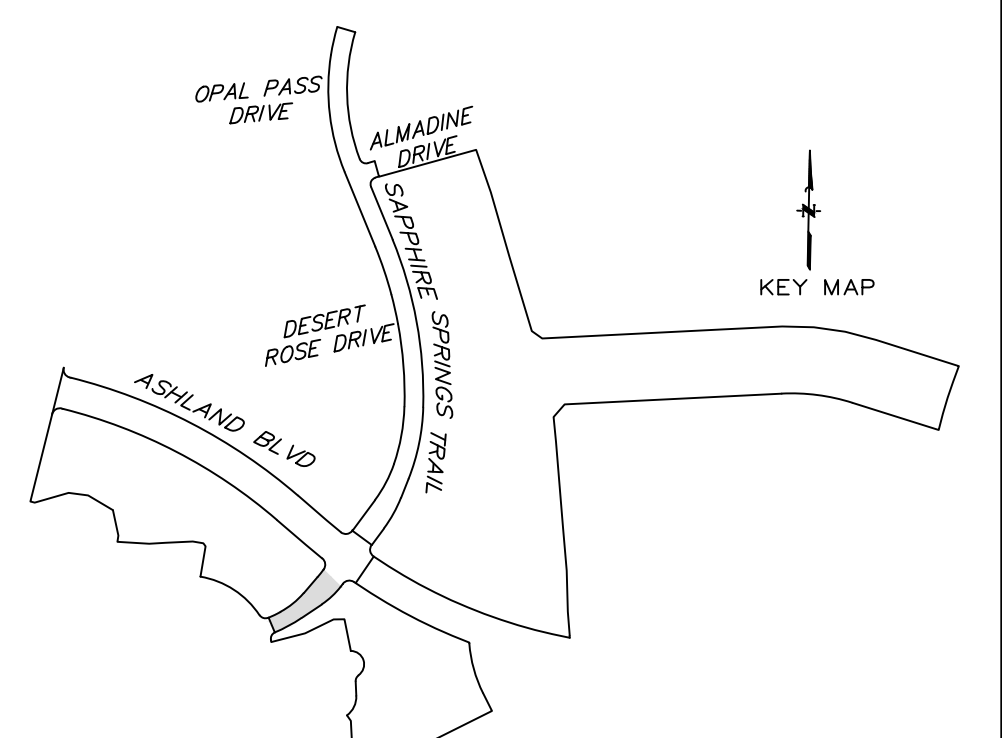 OPAL PASS
DRIVE
ALMADINE
DRIVE
SAPPHIRE SPRINGS TRAIL
N
KEY MAP
DESERT
ROSE DRIVE
ASHLAND BLVD